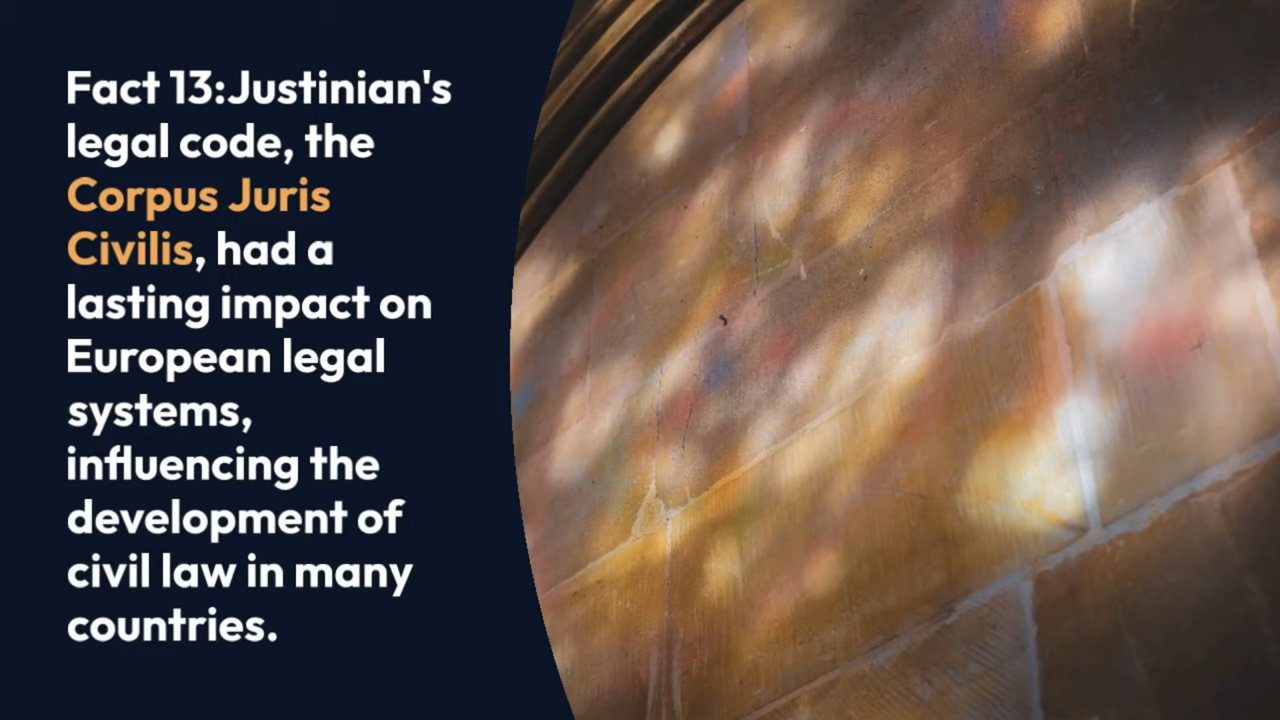 Fact 13:Justinian's
legal code, the
Corpus Juris
Civilis, had a
lasting impact on
European legal
systems,
influencing the
development of
civil law in many
countries.